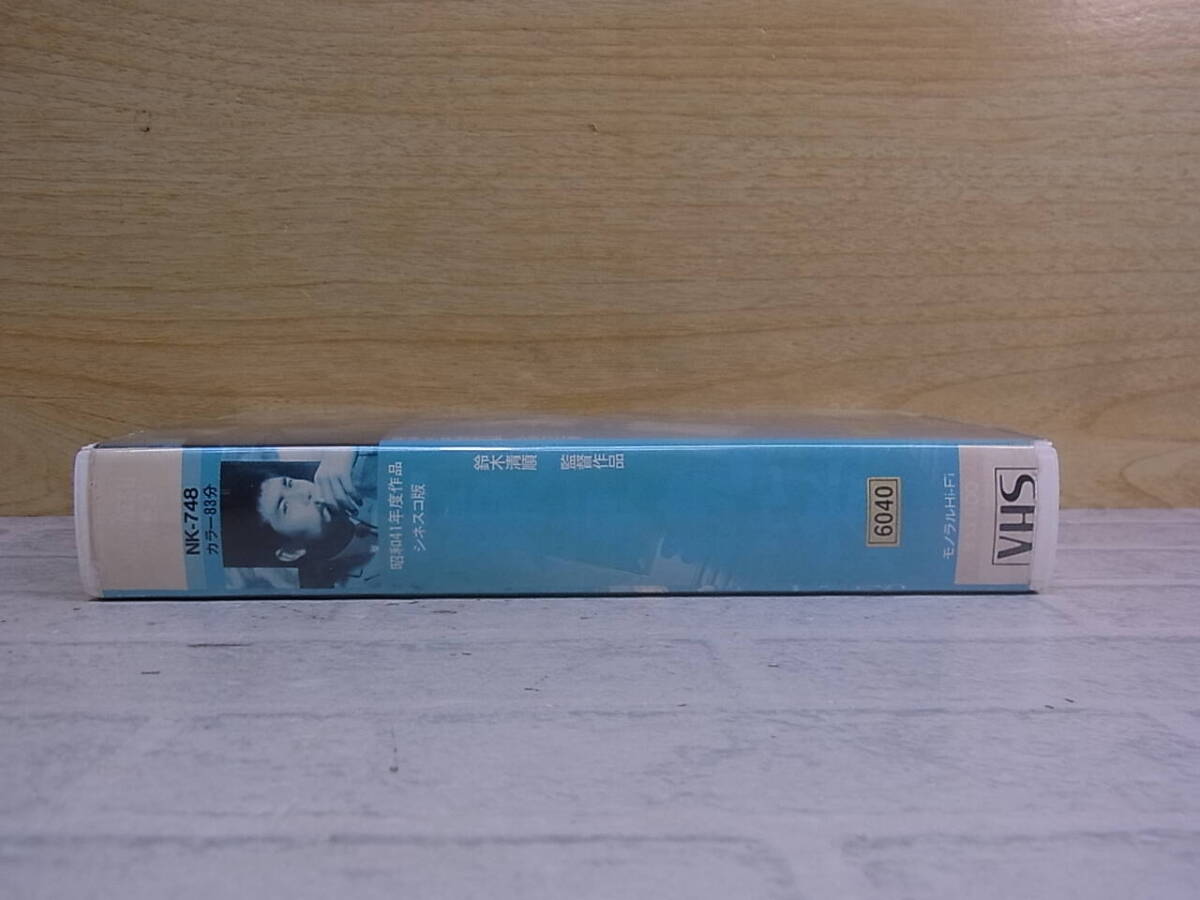 NK-748
カラー83分
昭和41年度作品
シネスコ版
鈴木清順 監督作品
6040
モノラルHi-Fi
VHS